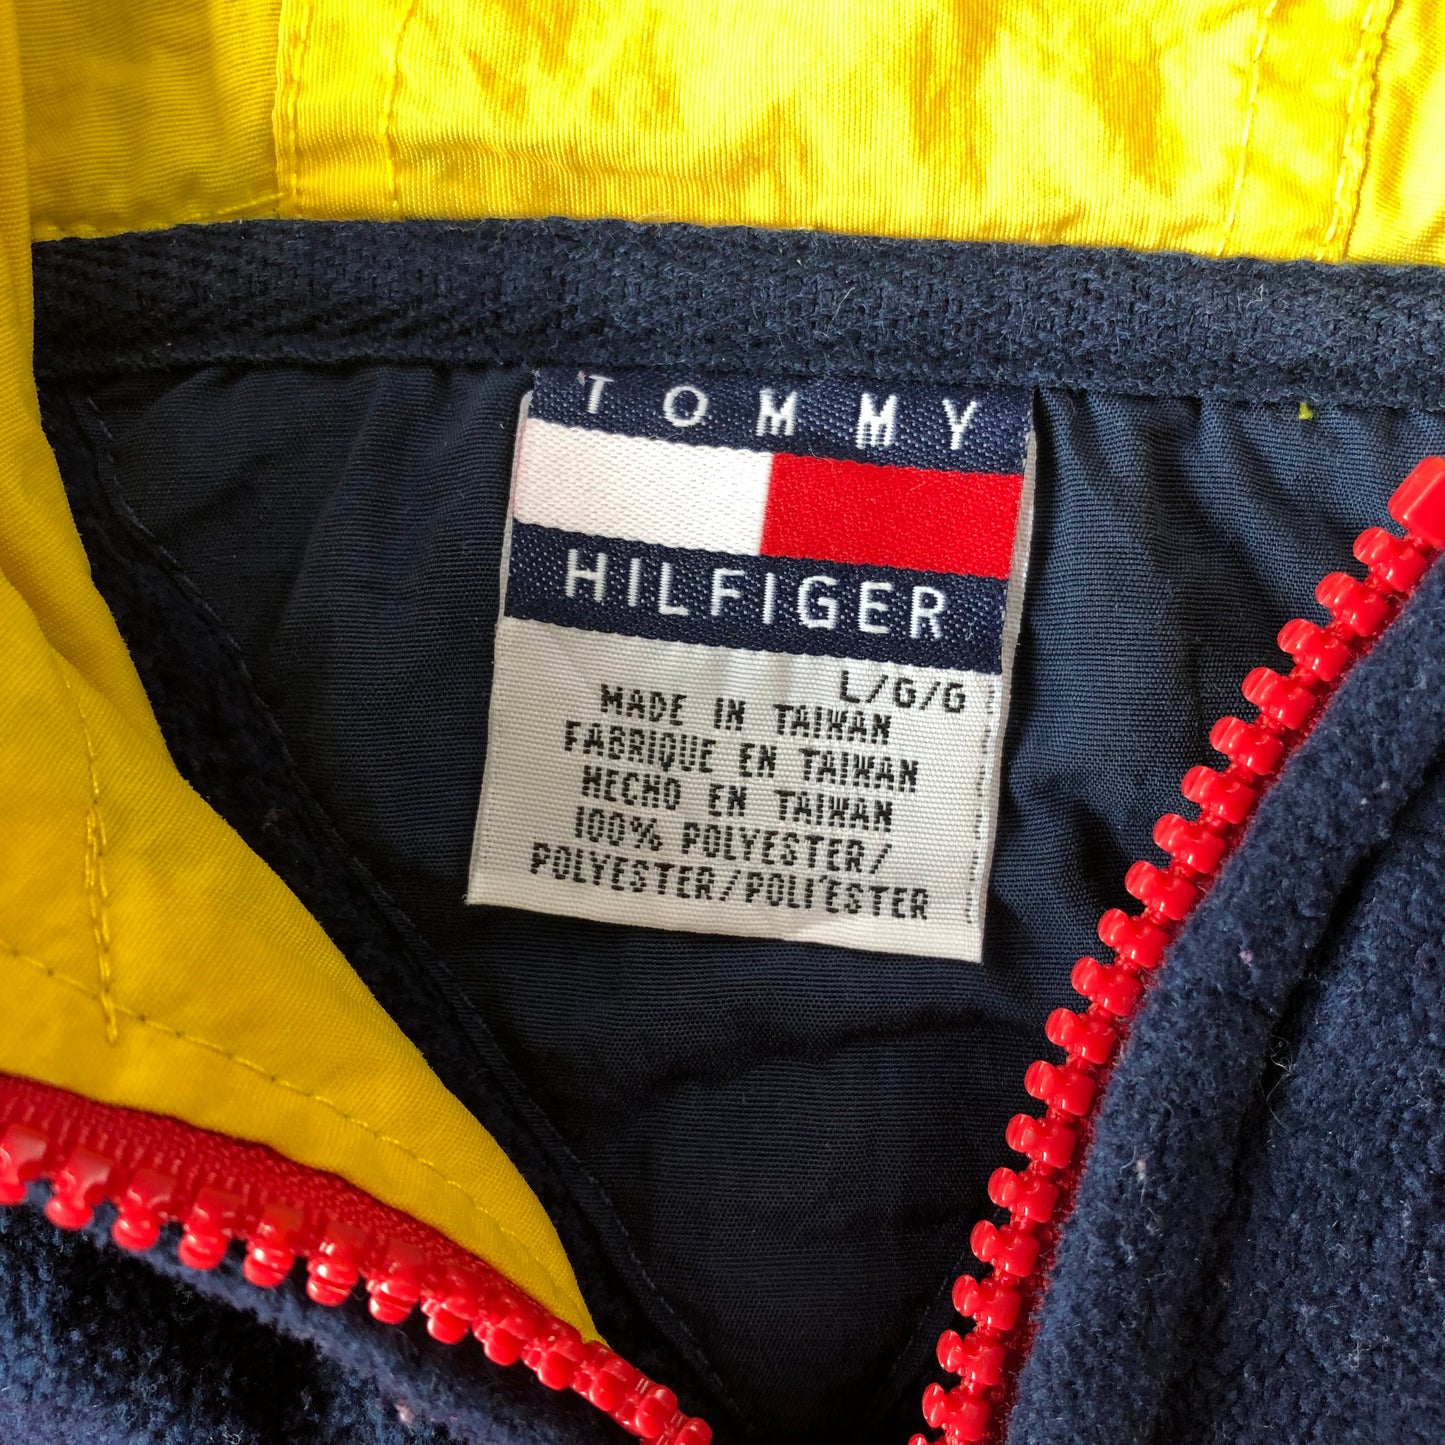 TOMMY
HILFIGER
L/G/G
MADE IN TAIWAN
FABRIQUE EN TAIWAN
HECHO EN TAIWAN
100% POLYESTER/
POLYESTER/POLIÉSTER